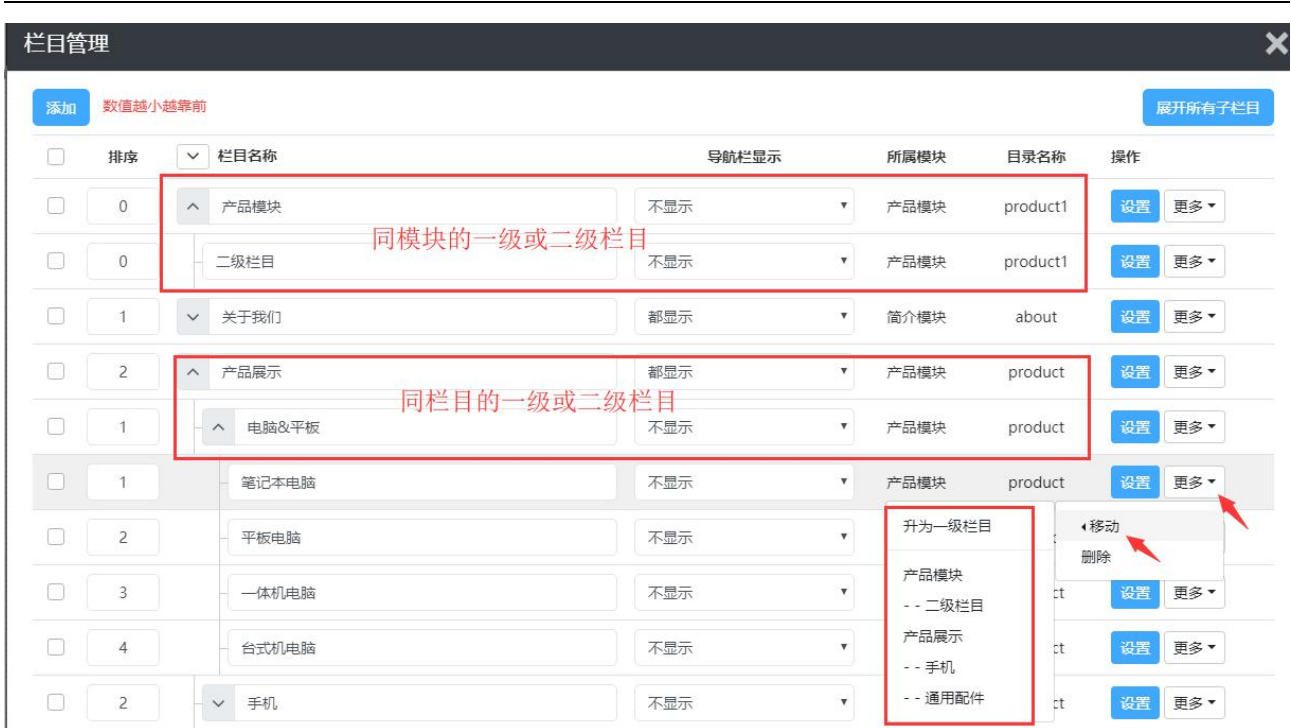 栏目管理
添加 数值越小越靠前 展开所有子栏目
排序 栏目名称 导航栏显示 所属模块 目录名称 操作
0 产品模块 不显示 产品模块 product1 设置 更多
同模块的一级或二级栏目
0 二级栏目 不显示 产品模块 product1 设置 更多
1 关于我们 都显示 简介模块 about 设置 更多
2 产品展示 都显示 产品模块 product 设置 更多
同栏目的一级或二级栏目
1 电脑&平板 不显示 产品模块 product 设置 更多
1 笔记本电脑 不显示 产品模块 product 设置 更多
2 平板电脑 不显示 升为一级栏目 移动
删除
3 一体机电脑 不显示 产品模块 ct 设置 更多
- - 二级栏目
4 台式机电脑 不显示 产品展示 ct 设置 更多
- - 手机
2 手机 不显示 - - 通用配件 ct 设置 更多